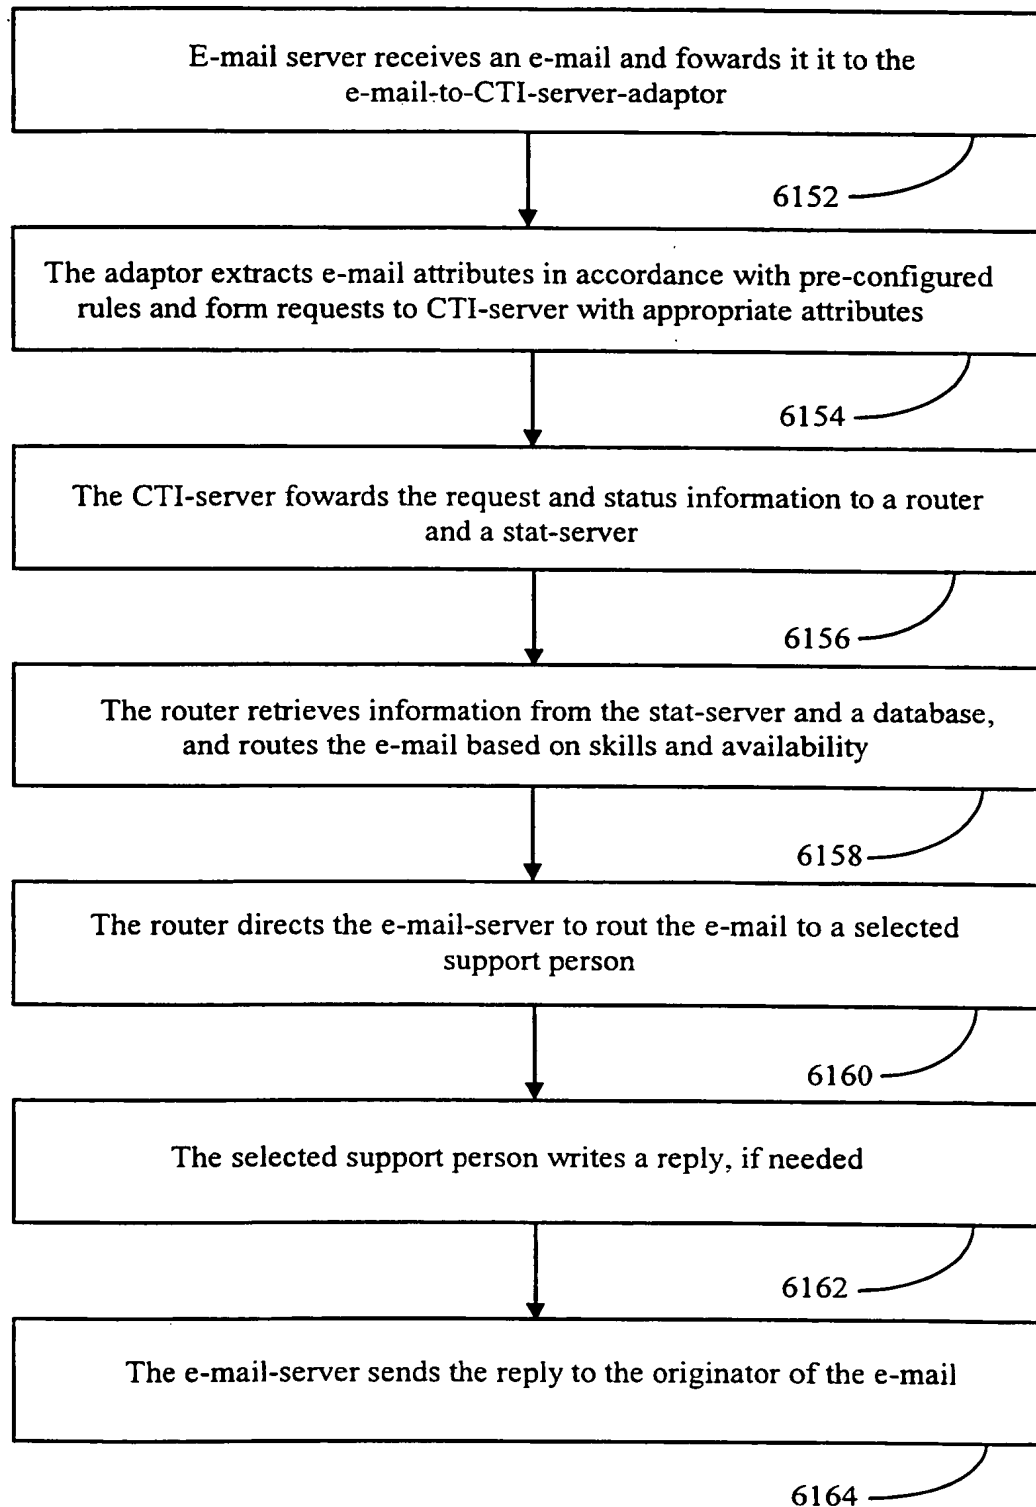 E-mail server receives an e-mail and fowards it it to the
e-mail-to-CTI-server-adaptor
6152
The adaptor extracts e-mail attributes in accordance with pre-configured
rules and form requests to CTI-server with appropriate attributes
6154
The CTI-server fowards the request and status information to a router
and a stat-server
6156
The router retrieves information from the stat-server and a database,
and routes the e-mail based on skills and availability
6158
The router directs the e-mail-server to rout the e-mail to a selected
support person
6160
The selected support person writes a reply, if needed
6162
The e-mail-server sends the reply to the originator of the e-mail
6164